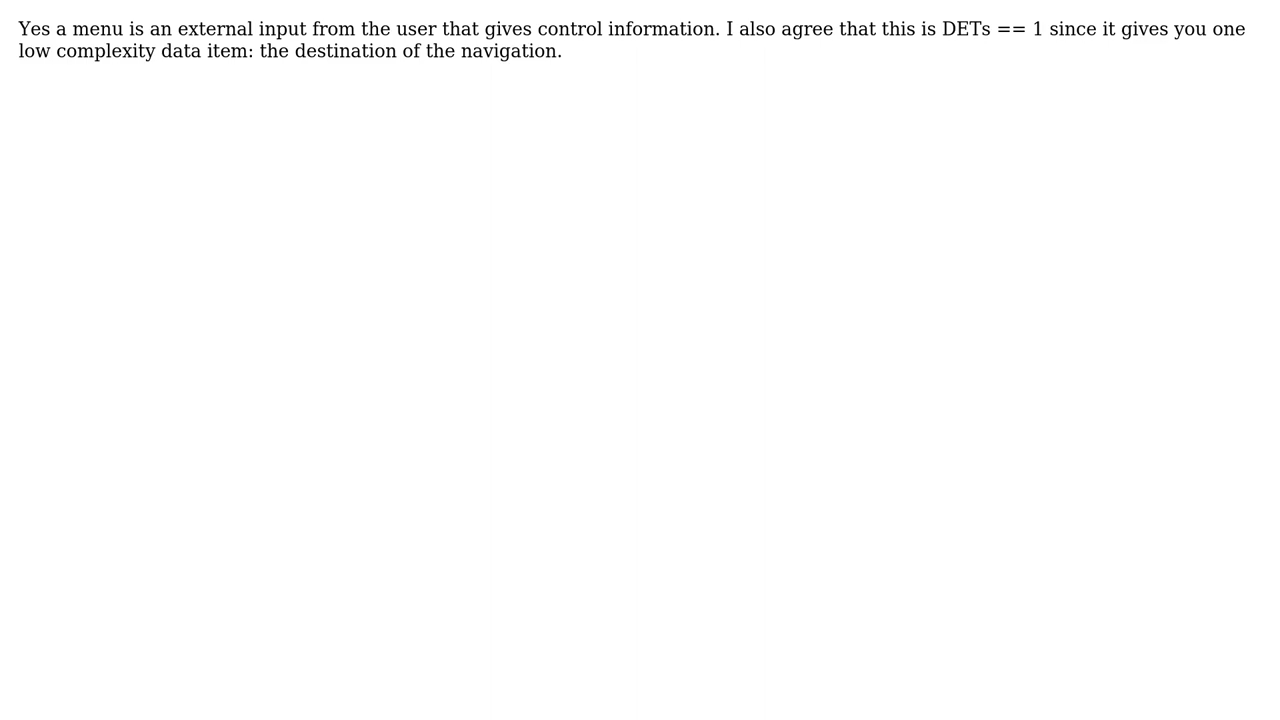 Yes a menu is an external input from the user that gives control information. I also agree that this is DETs == 1 since it gives you one
low complexity data item: the destination of the navigation.